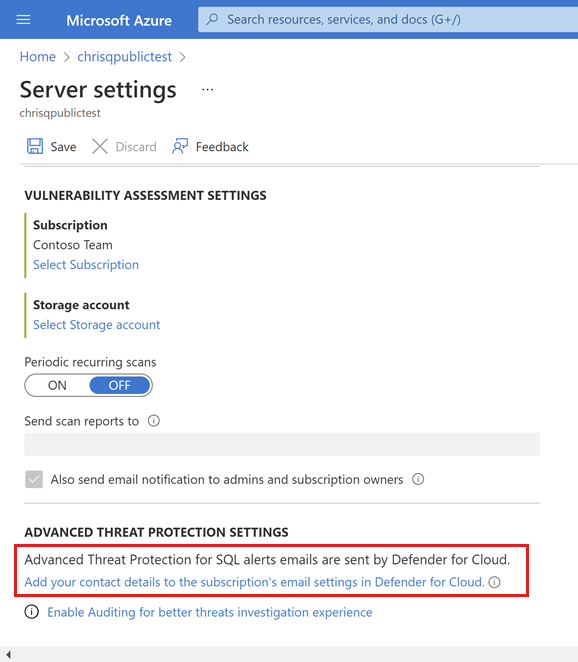 Microsoft Azure
Search resources, services, and docs (G+/)
Home > chrisqpublictest >
Server settings ...
chrisqpublictest
Save Discard Feedback
VULNERABILITY ASSESSMENT SETTINGS
Subscription
Contoso Team
Select Subscription
Storage account
Select Storage account
Periodic recurring scans
ON OFF
Send scan reports to
Also send email notification to admins and subscription owners
ADVANCED THREAT PROTECTION SETTINGS
Advanced Threat Protection for SQL alerts emails are sent by Defender for Cloud.
Add your contact details to the subscription's email settings in Defender for Cloud.
Enable Auditing for better threats investigation experience